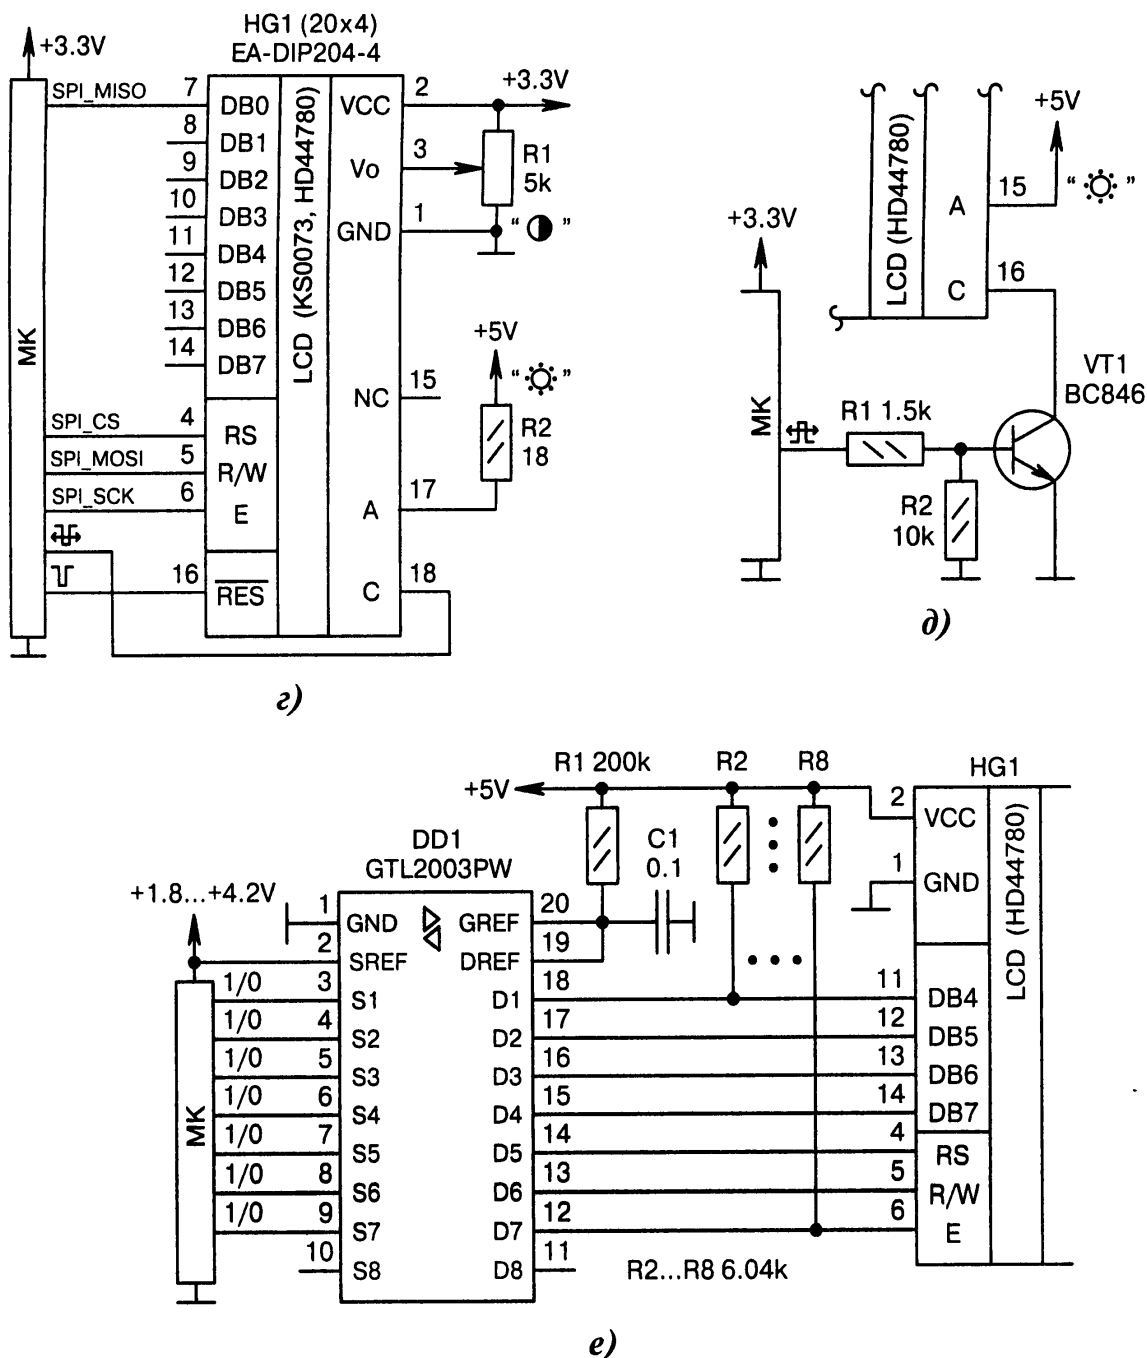 HG1 (20x4)
EA-DIP204-4
+3.3V
MK
SPI_MISO
7
8
9
10
11
12
13
14
SPI_CS
4
SPI_MOSI
5
SPI_SCK
6
16
DB0
DB1
DB2
DB3
DB4
DB5
DB6
DB7
RS
R/W
E
RES
LCD (KS0073, HD44780)
VCC
Vo
GND
NC
A
C
2
3
1
15
17
18
+3.3V
R1
5k
“ ”
+5V
“ ”
R2
18
г)
LCD (HD44780)
A
C
15
16
+5V
“ ”
+3.3V
MK
R1 1.5k
R2
10k
VT1
BC846
д)
R1 200k
R2
R8
HG1
+5V
DD1
GTL2003PW
C1
0.1
+1.8...+4.2V
MK
1/0
1/0
1/0
1/0
1/0
1/0
1/0
1
2
3
4
5
6
7
8
9
10
GND
SREF
S1
S2
S3
S4
S5
S6
S7
S8
GREF
DREF
D1
D2
D3
D4
D5
D6
D7
D8
20
19
18
17
16
15
14
13
12
11
R2...R8 6.04k
2
1
11
12
13
14
4
5
6
VCC
GND
DB4
DB5
DB6
DB7
RS
R/W
E
LCD (HD44780)
е)